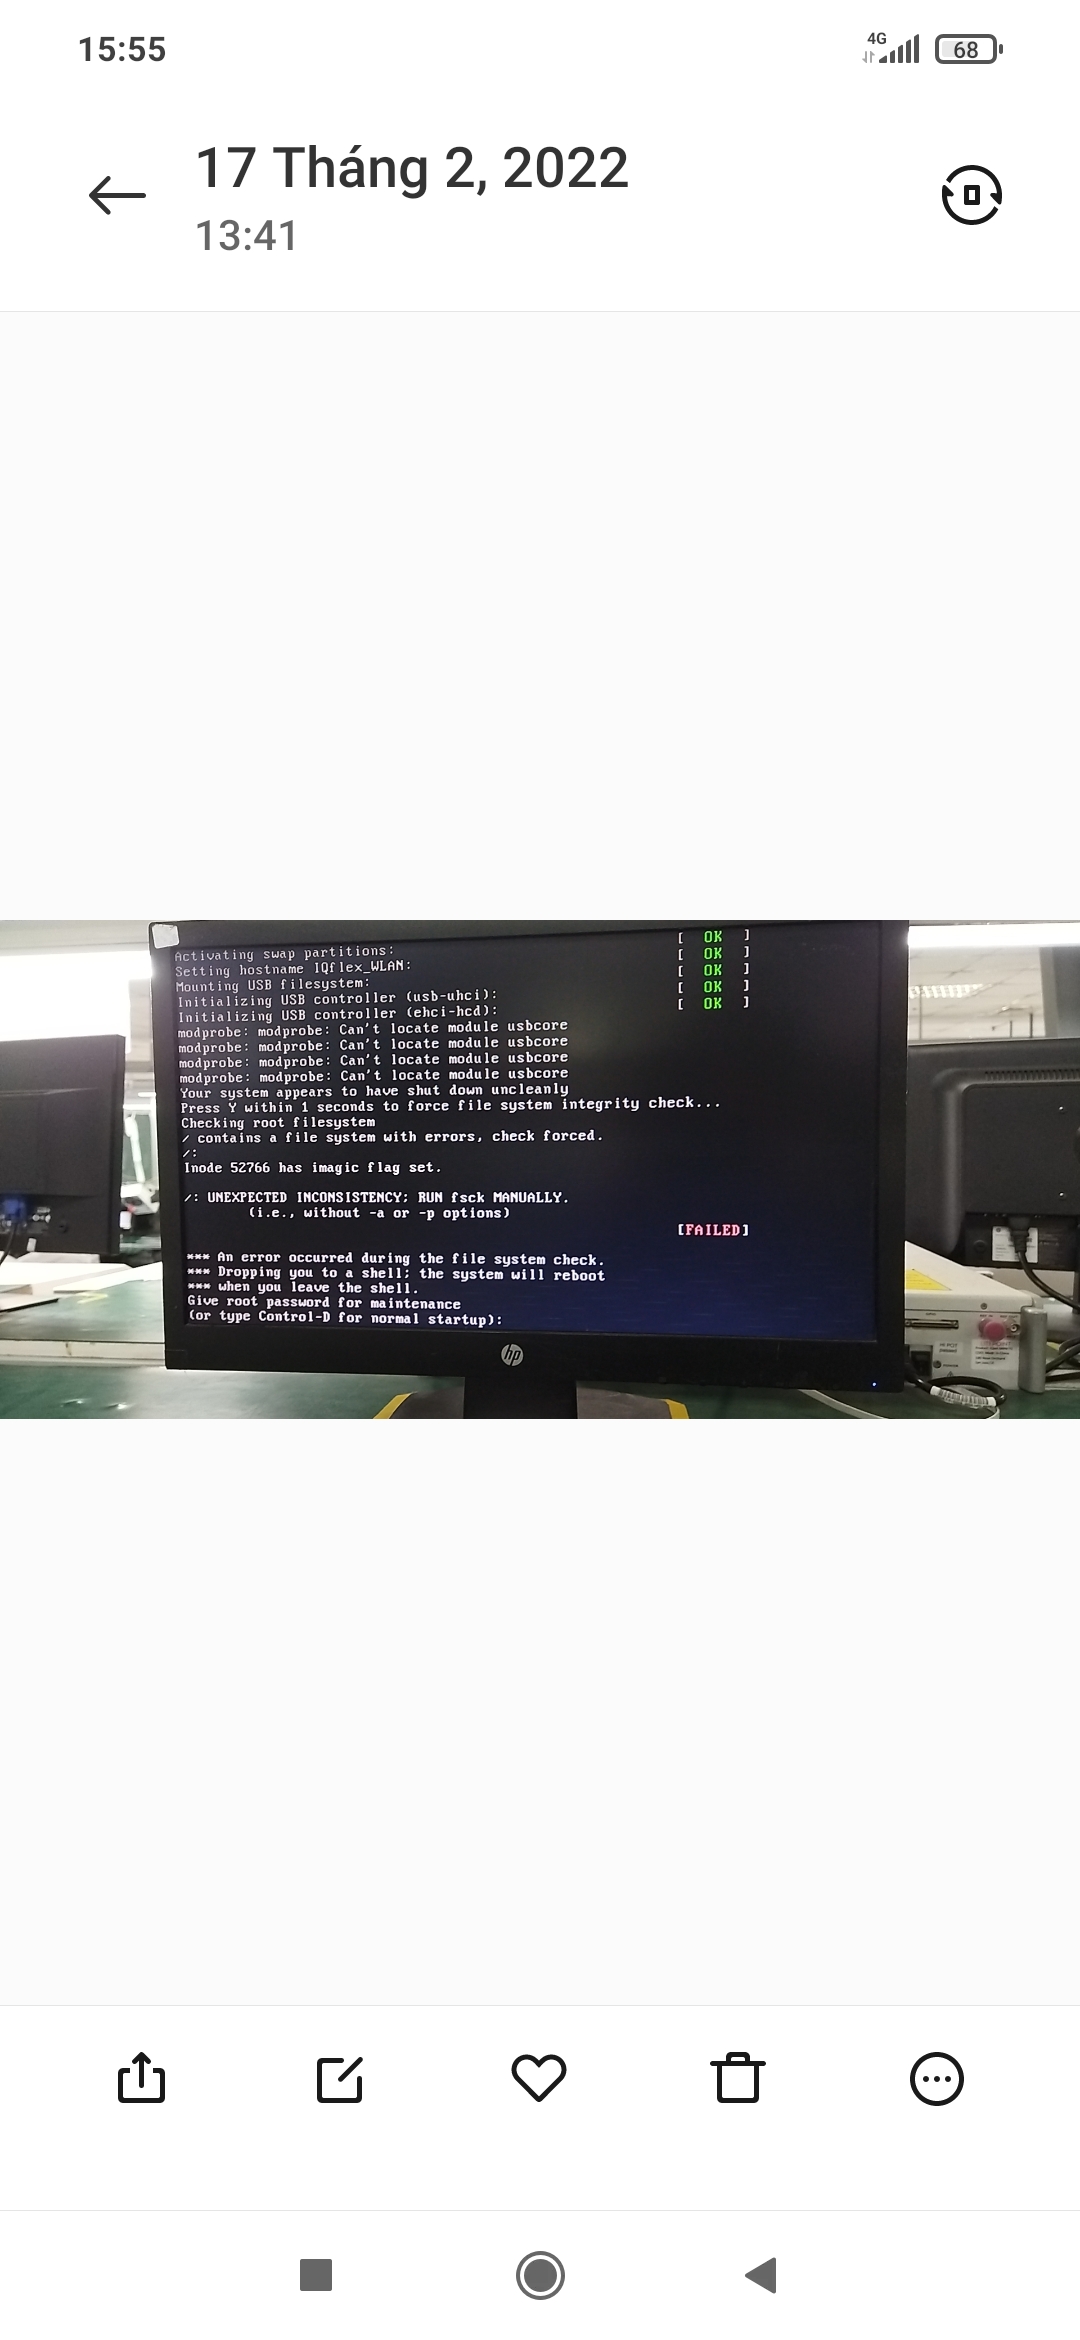 15:55
4G
68
17 Tháng 2, 2022
13:41
[ OK ]
Activating swap partitions: [ OK ]
Setting hostname IQflex_WLAN: [ OK ]
Mounting USB filesystem: [ OK ]
Initializing USB controller (usb-uhci): [ OK ]
Initializing USB controller (ehci-hcd):
modprobe: modprobe: Can't locate module usbcore
modprobe: modprobe: Can't locate module usbcore
modprobe: modprobe: Can't locate module usbcore
modprobe: modprobe: Can't locate module usbcore
Your system appears to have shut down uncleanly
Press Y within 1 seconds to force file system integrity check...
Checking root filesystem
/ contains a file system with errors, check forced.
/:
Inode 52766 has imagic flag set.
/: UNEXPECTED INCONSISTENCY; RUN fsck MANUALLY.
(i.e., without -a or -p options)
[FAILED]
*** An error occurred during the file system check.
*** Dropping you to a shell; the system will reboot
*** when you leave the shell.
Give root password for maintenance
(or type Control-D for normal startup):
hp